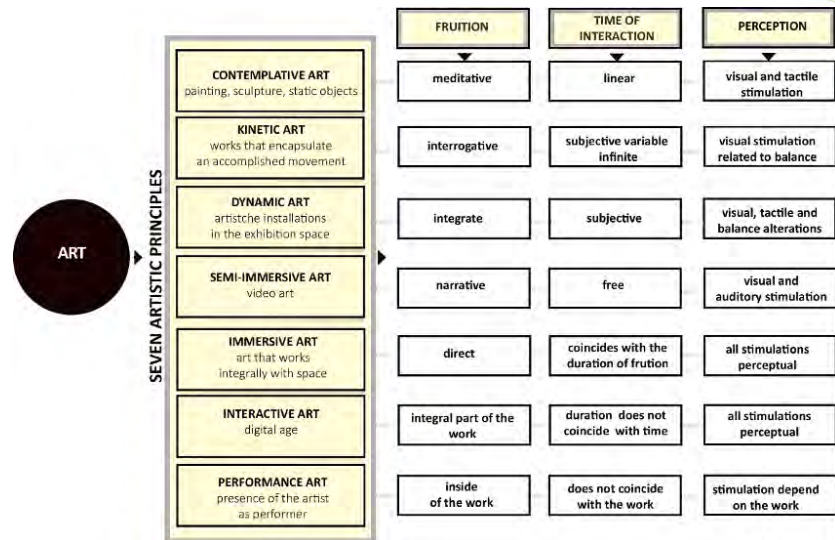 FRUITION
TIME OF
INTERACTION
PERCEPTION
ART
SEVEN ARTISTIC PRINCIPLES
CONTEMPLATIVE ART
painting, sculpture, static objects
meditative
linear
visual and tactile
stimulation
KINETIC ART
works that encapsulate
an accomplished movement
interrogative
subjective variable
infinite
visual stimulation
related to balance
DYNAMIC ART
artistche installations
in the exhibition space
integrate
subjective
visual, tactile and
balance alterations
SEMI-IMMERSIVE ART
video art
narrative
free
visual and
auditory stimulation
IMMERSIVE ART
art that works
integrally with space
direct
coincides with the
duration of frution
all stimulations
perceptual
INTERACTIVE ART
digital age
integral part of the
work
duration does not
coincide with time
all stimulations
perceptual
PERFORMANCE ART
presence of the artist
as performer
inside
of the work
does not coincide
with the work
stimulation depend
on the work